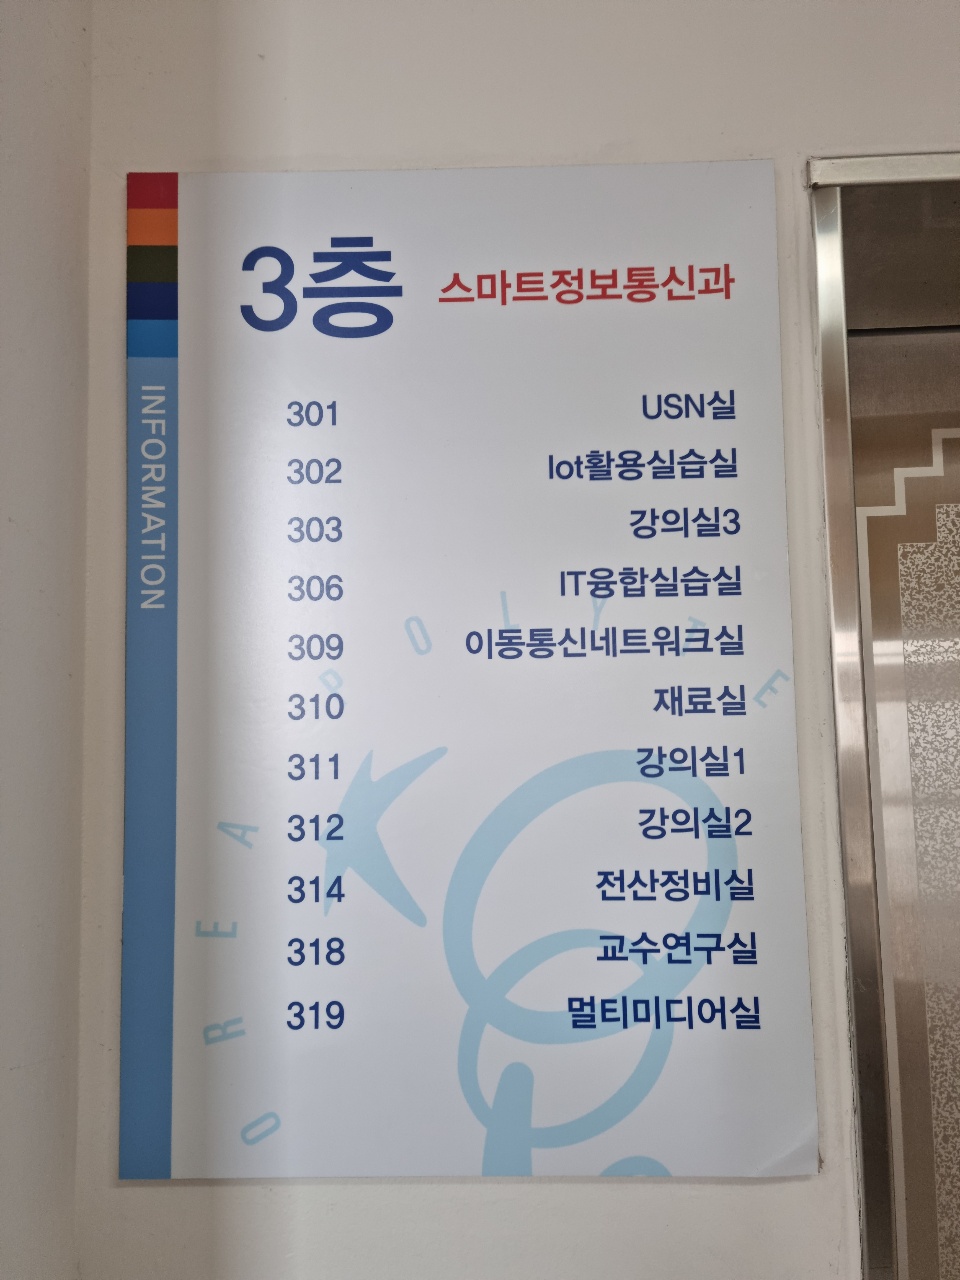 3층 스마트정보통신과
301 USN실
302 Iot활용실습실
303 강의실3
306 IT융합실습실
309 이동통신네트워크실
310 재료실
311 강의실1
312 강의실2
314 전산정비실
318 교수연구실
319 멀티미디어실
INFORMATION